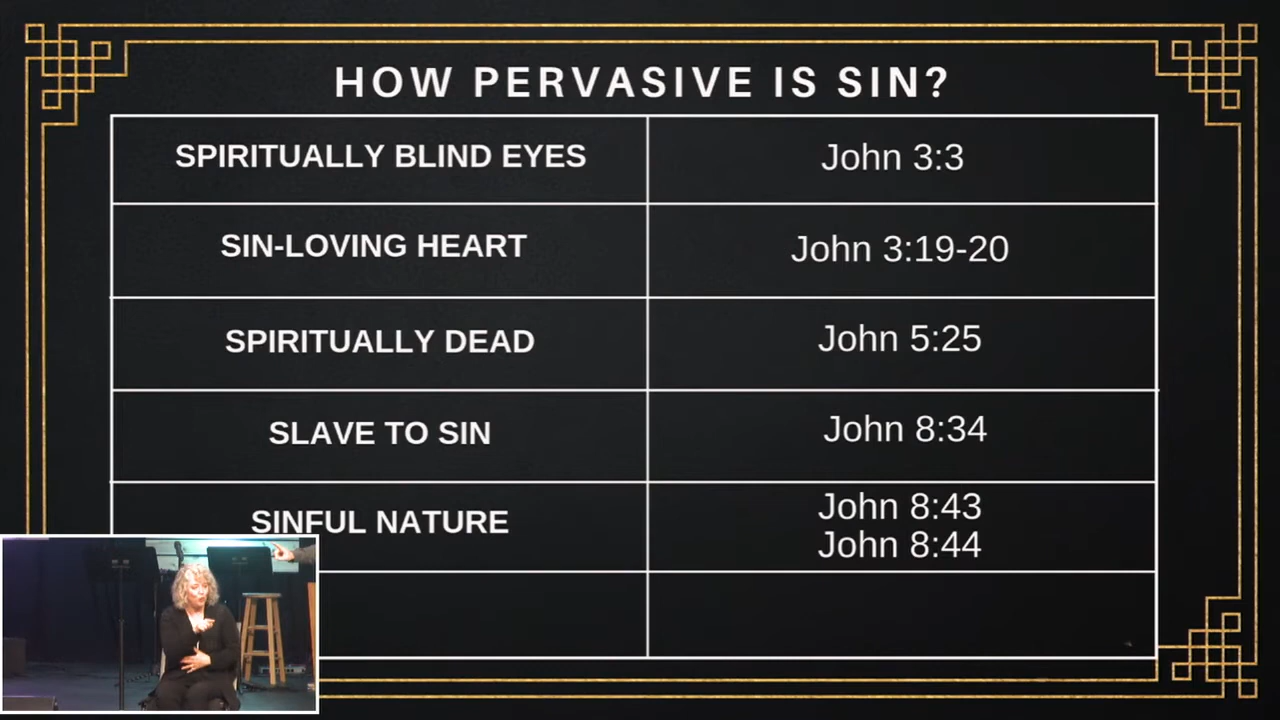 HOW PERVASIVE IS SIN?
SPIRITUALLY BLIND EYES
John 3:3
SIN-LOVING HEART
John 3:19-20
SPIRITUALLY DEAD
John 5:25
SLAVE TO SIN
John 8:34
SINFUL NATURE
John 8:43
John 8:44